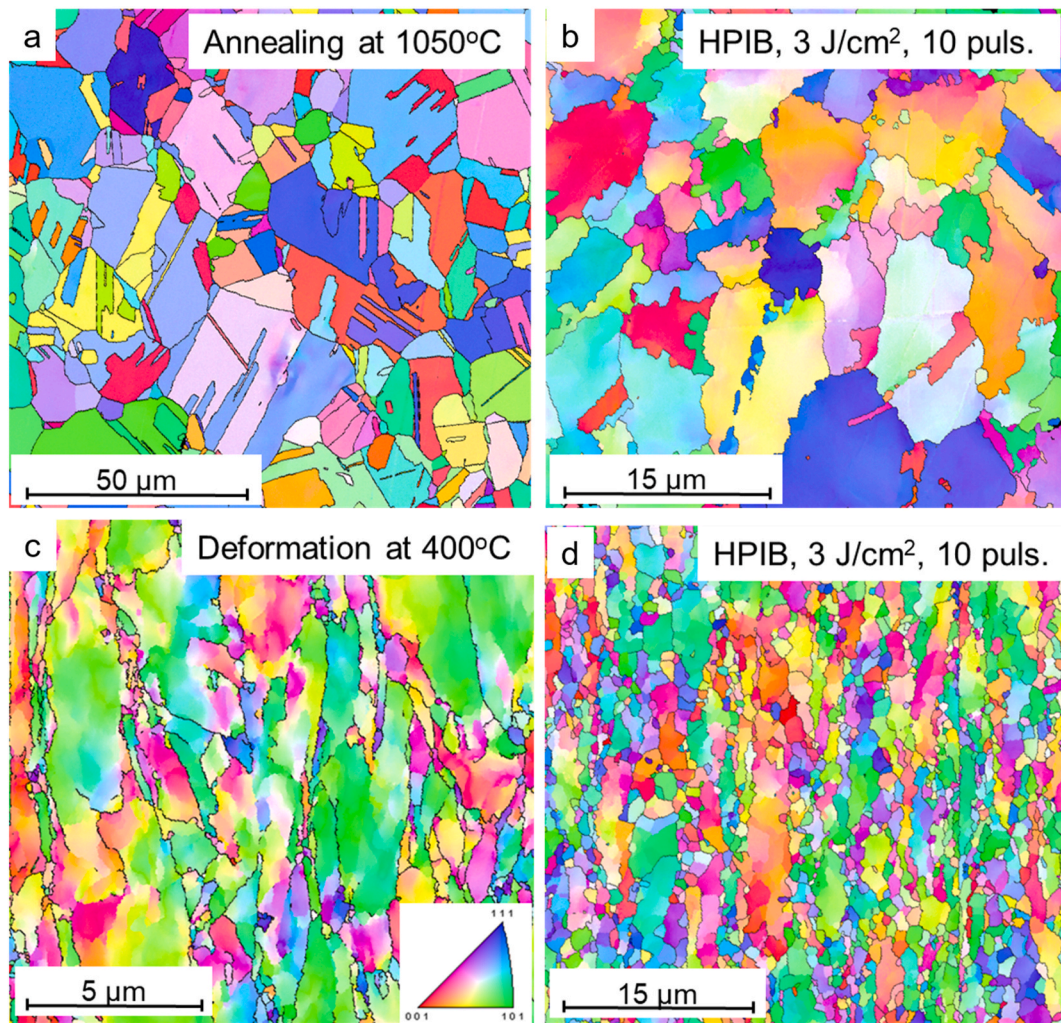 a
Annealing at 1050°C
50 µm
b
HPIB, 3 J/cm², 10 puls.
15 µm
c
Deformation at 400°C
5 µm
111
001
101
d
HPIB, 3 J/cm², 10 puls.
15 µm